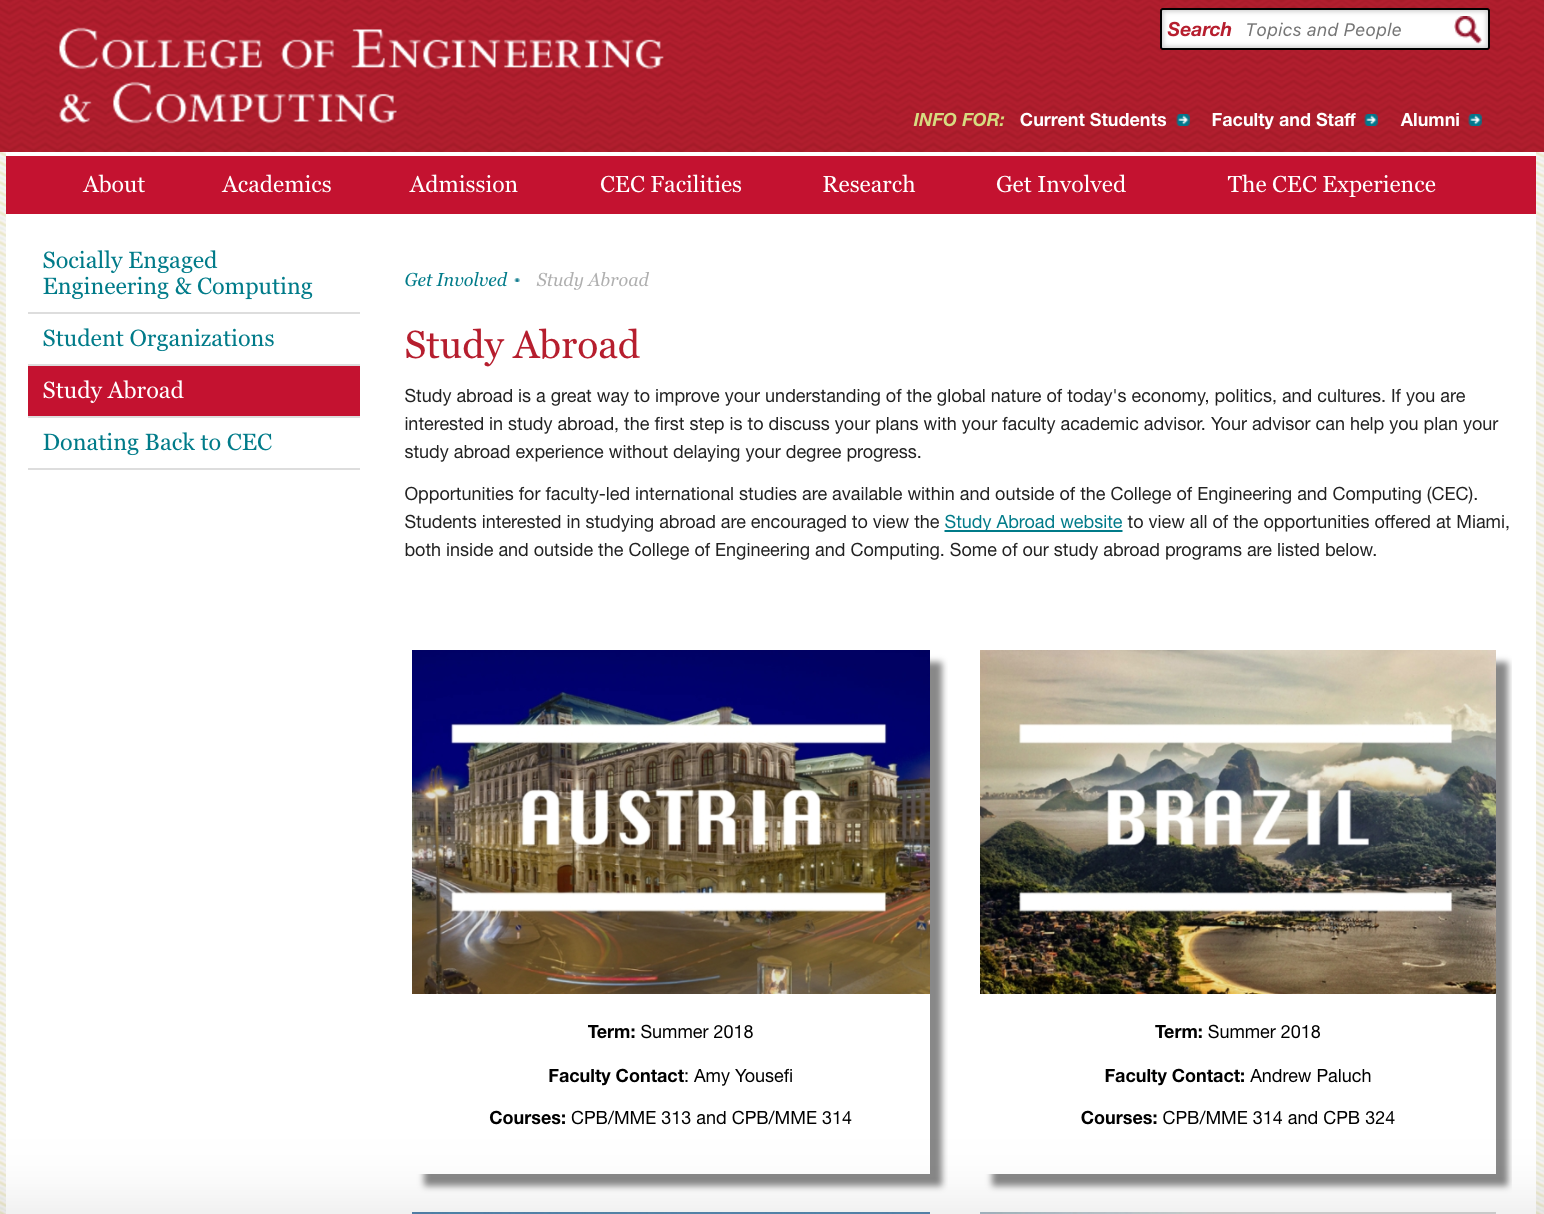 COLLEGE OF ENGINEERING
& COMPUTING
Search Topics and People
INFO FOR: Current Students Faculty and Staff Alumni
About Academics Admission CEC Facilities Research Get Involved The CEC Experience
Socially Engaged
Engineering & Computing
Student Organizations
Study Abroad
Donating Back to CEC
Get Involved • Study Abroad
Study Abroad
Study abroad is a great way to improve your understanding of the global nature of today's economy, politics, and cultures. If you are
interested in study abroad, the first step is to discuss your plans with your faculty academic advisor. Your advisor can help you plan your
study abroad experience without delaying your degree progress.
Opportunities for faculty-led international studies are available within and outside of the College of Engineering and Computing (CEC).
Students interested in studying abroad are encouraged to view the Study Abroad website to view all of the opportunities offered at Miami,
both inside and outside the College of Engineering and Computing. Some of our study abroad programs are listed below.
AUSTRIA
Term: Summer 2018
Faculty Contact: Amy Yousefi
Courses: CPB/MME 313 and CPB/MME 314
BRAZIL
Term: Summer 2018
Faculty Contact: Andrew Paluch
Courses: CPB/MME 314 and CPB 324